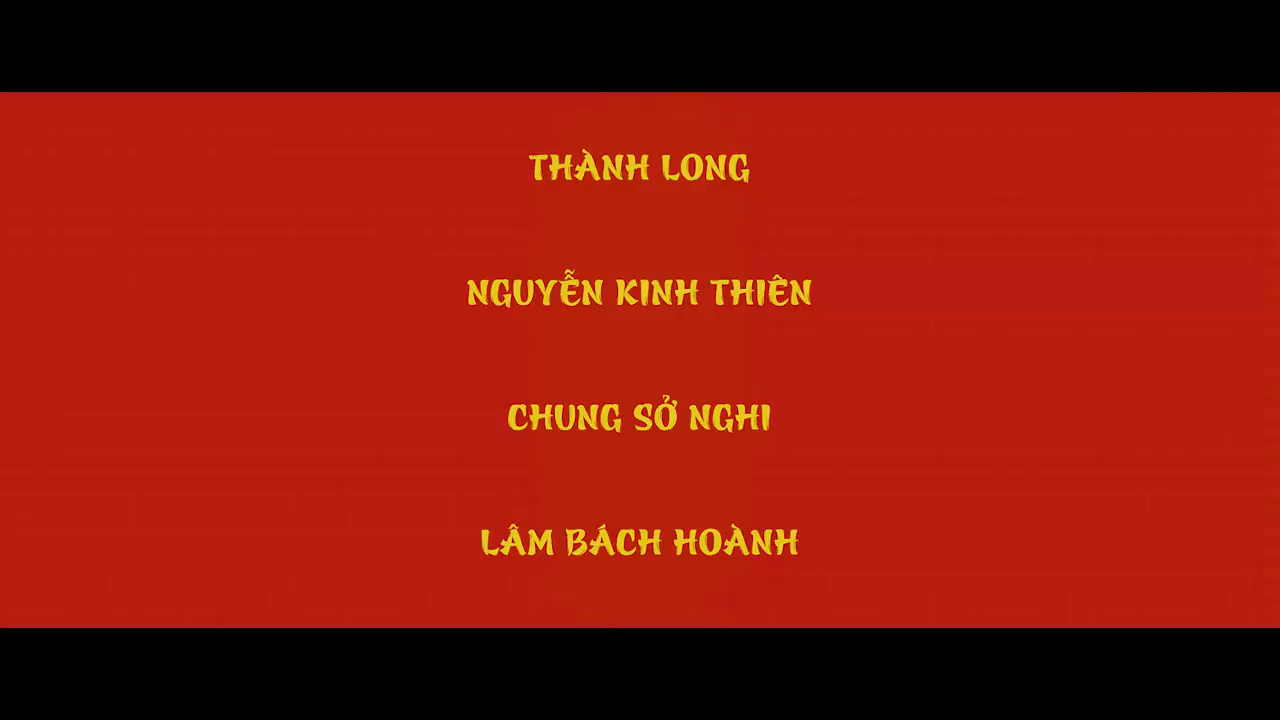 THÀNH LONG
NGUYỄN KINH THIÊN
CHUNG SỞ NGHI
LÂM BÁCH HOÀNH